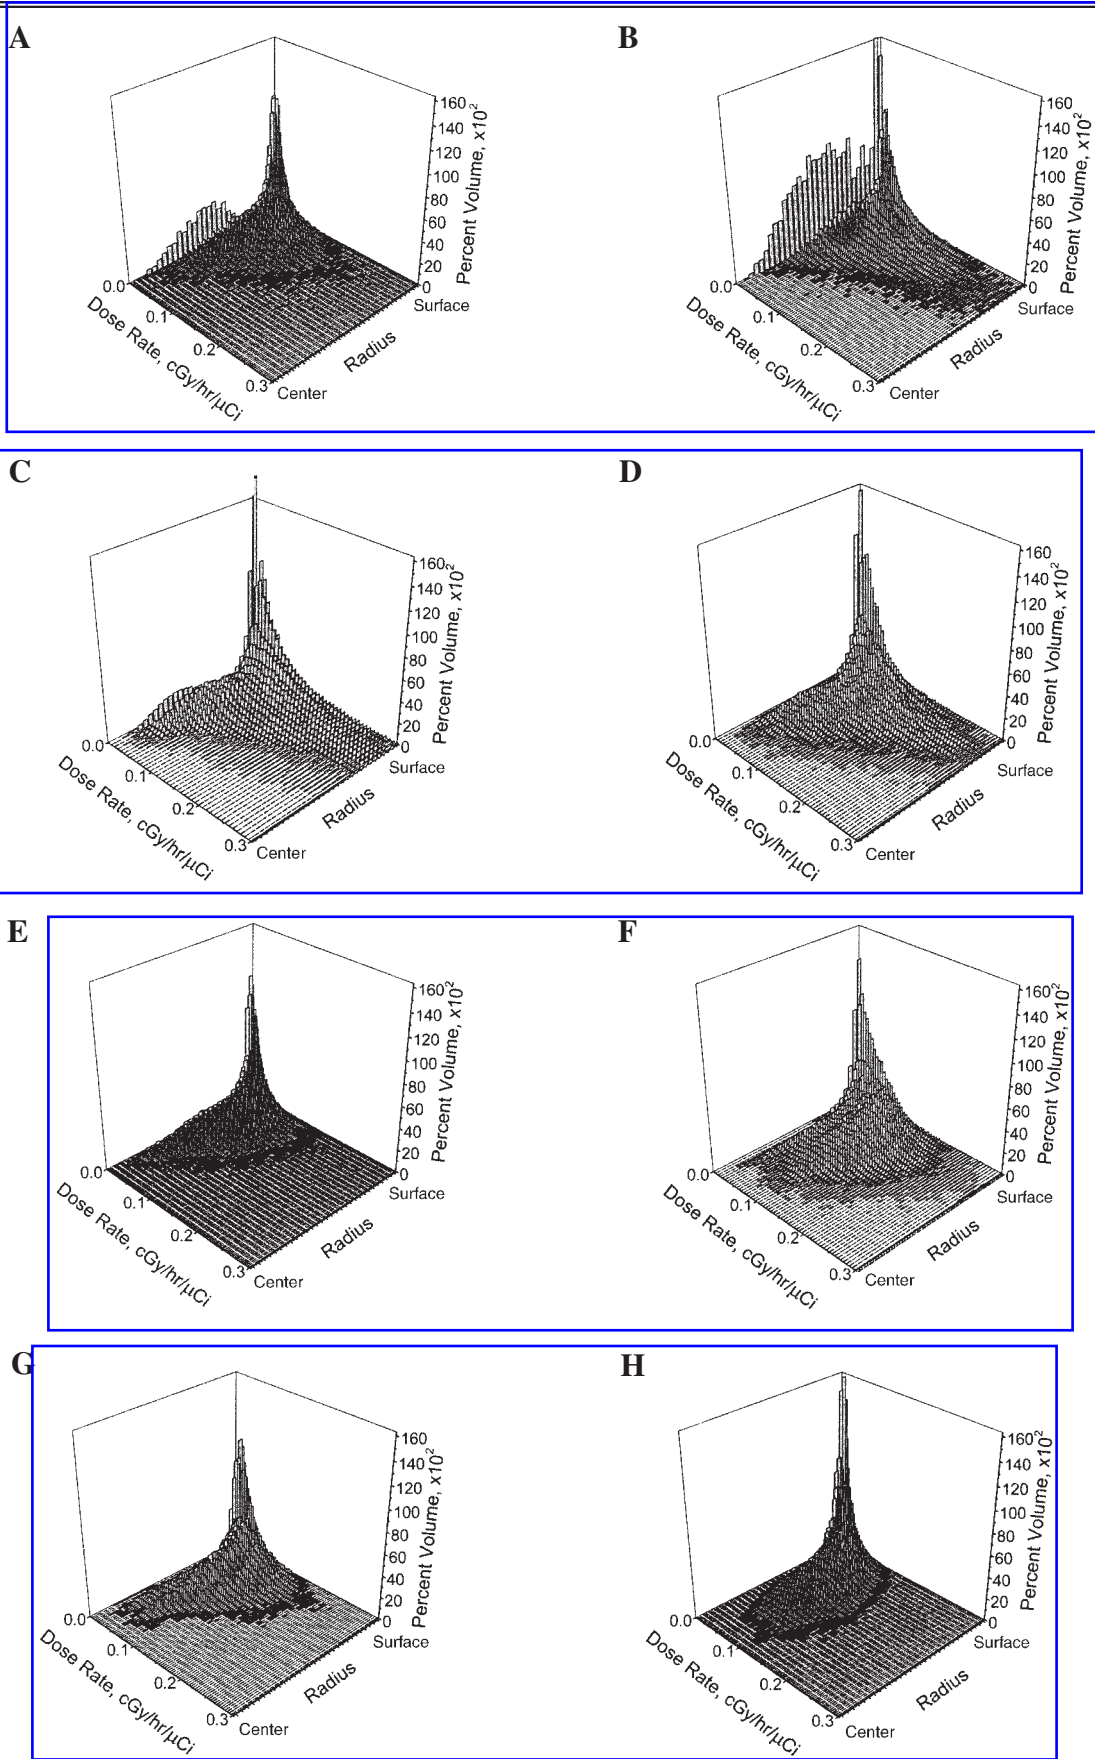 A
160
140
120
100
80
60
40
20
0
Percent Volume, x10²
0.0
0.1
0.2
0.3
Dose Rate, cGy/hr/μCi
Surface
Radius
Center
B
160
140
120
100
80
60
40
20
0
Percent Volume, x10²
0.0
0.1
0.2
0.3
Dose Rate, cGy/hr/μCi
Surface
Radius
Center
C
160
140
120
100
80
60
40
20
0
Percent Volume, x10²
0.0
0.1
0.2
0.3
Dose Rate, cGy/hr/μCi
Surface
Radius
Center
D
160
140
120
100
80
60
40
20
0
Percent Volume, x10²
0.0
0.1
0.2
0.3
Dose Rate, cGy/hr/μCi
Surface
Radius
Center
E
160
140
120
100
80
60
40
20
0
Percent Volume, x10²
0.0
0.1
0.2
0.3
Dose Rate, cGy/hr/μCi
Surface
Radius
Center
F
160
140
120
100
80
60
40
20
0
Percent Volume, x10²
0.0
0.1
0.2
0.3
Dose Rate, cGy/hr/μCi
Surface
Radius
Center
G
160
140
120
100
80
60
40
20
0
Percent Volume, x10²
0.0
0.1
0.2
0.3
Dose Rate, cGy/hr/μCi
Surface
Radius
Center
H
160
140
120
100
80
60
40
20
0
Percent Volume, x10²
0.0
0.1
0.2
0.3
Dose Rate, cGy/hr/μCi
Surface
Radius
Center